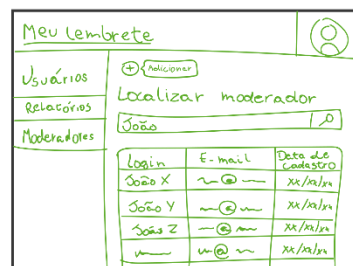 Meu lembrete
Usuários
Relatórios
Moderadores
Adicionar
Localizar moderador
João
Login E-mail Data de cadastro
João X @ xx/xx/xx
João Y @ xx/xx/xx
João Z @ xx/xx/xx
@ xx/xx/xx